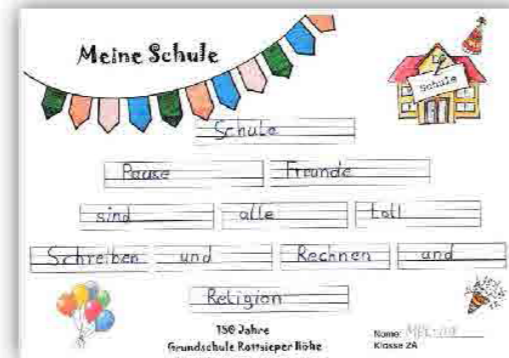 Meine Schule
Schule
Schule
Pause Freunde
sind alle toll
Schreiben und Rechnen und
Religion
150 Jahre
Grundschule Rottsieper Höhe
Name:
Klasse 2A